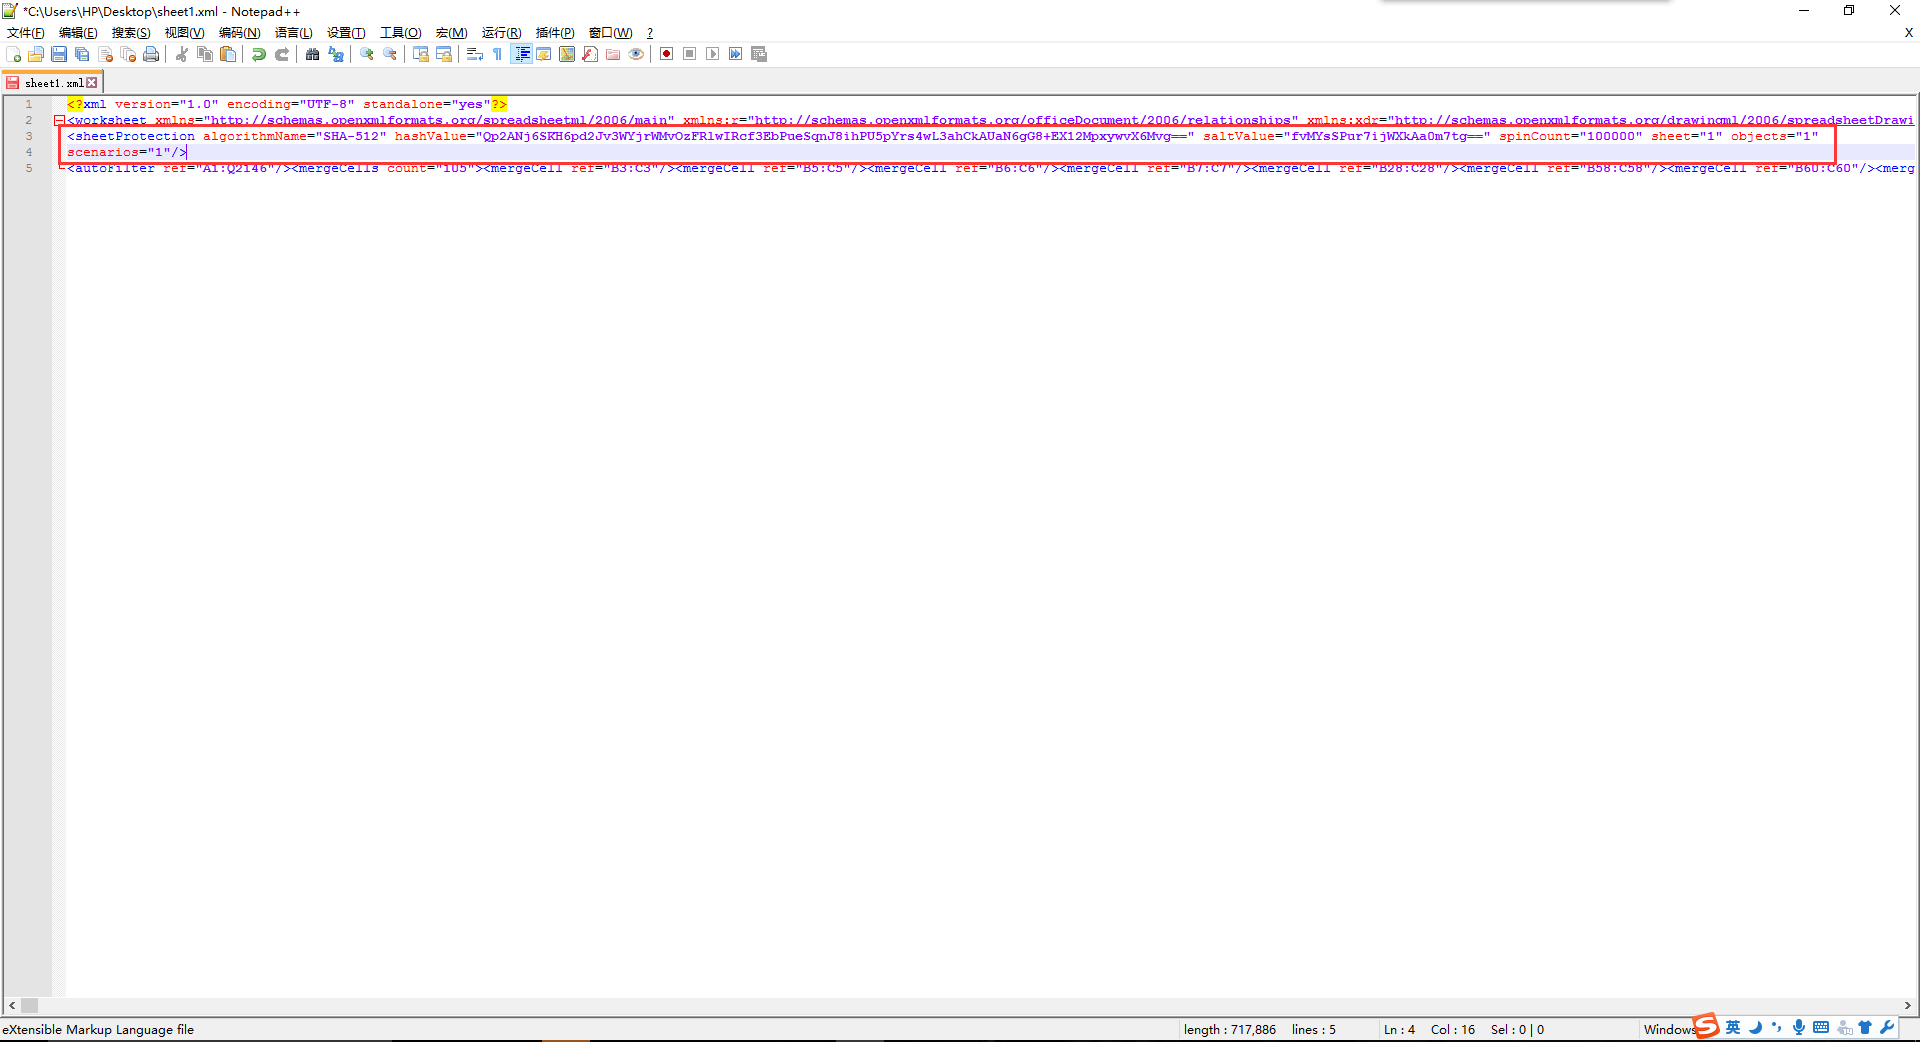 *C:\Users\HP\Desktop\sheet1.xml - Notepad++
文件(F) 编辑(E) 搜索(S) 视图(V) 编码(N) 语言(L) 设置(T) 工具(O) 宏(M) 运行(R) 插件(P) 窗口(W) ? X
sheet1.xml
1 <?xml version="1.0" encoding="UTF-8" standalone="yes"?>
2 <worksheet xmlns="http://schemas.openxmlformats.org/spreadsheetml/2006/main" xmlns:r="http://schemas.openxmlformats.org/officeDocument/2006/relationships" xmlns:xdr="http://schemas.openxmlformats.org/drawingml/2006/spreadsheetDrawi
3 <sheetProtection algorithmName="SHA-512" hashValue="Qp2ANj6SKH6pd2Jv3WYjrWMvOzFRlwIRcf3EbPueSqnJ8ihPU5pYrs4wL3ahCkAUaN6gG8+EX12MpxywvX6Mvg==" saltValue="fvMYsSPur7ijWXkAa0m7tg==" spinCount="100000" sheet="1" objects="1"
4 scenarios="1"/>
5 <autoFilter ref="A1:Q2146"/><mergeCells count="105"><mergeCell ref="B3:C3"/><mergeCell ref="B5:C5"/><mergeCell ref="B6:C6"/><mergeCell ref="B7:C7"/><mergeCell ref="B28:C28"/><mergeCell ref="B58:C58"/><mergeCell ref="B60:C60"/><merg
eXtensible Markup Language file length : 717,886 lines : 5 Ln : 4 Col : 16 Sel : 0 | 0 Windows 英